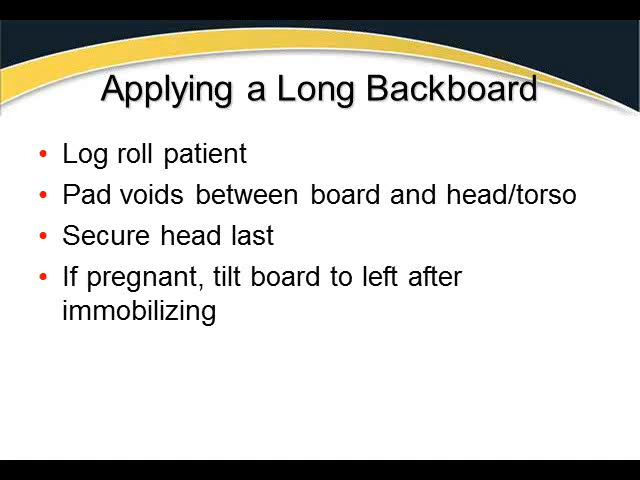 Applying a Long Backboard
• Log roll patient
• Pad voids between board and head/torso
• Secure head last
• If pregnant, tilt board to left after
immobilizing